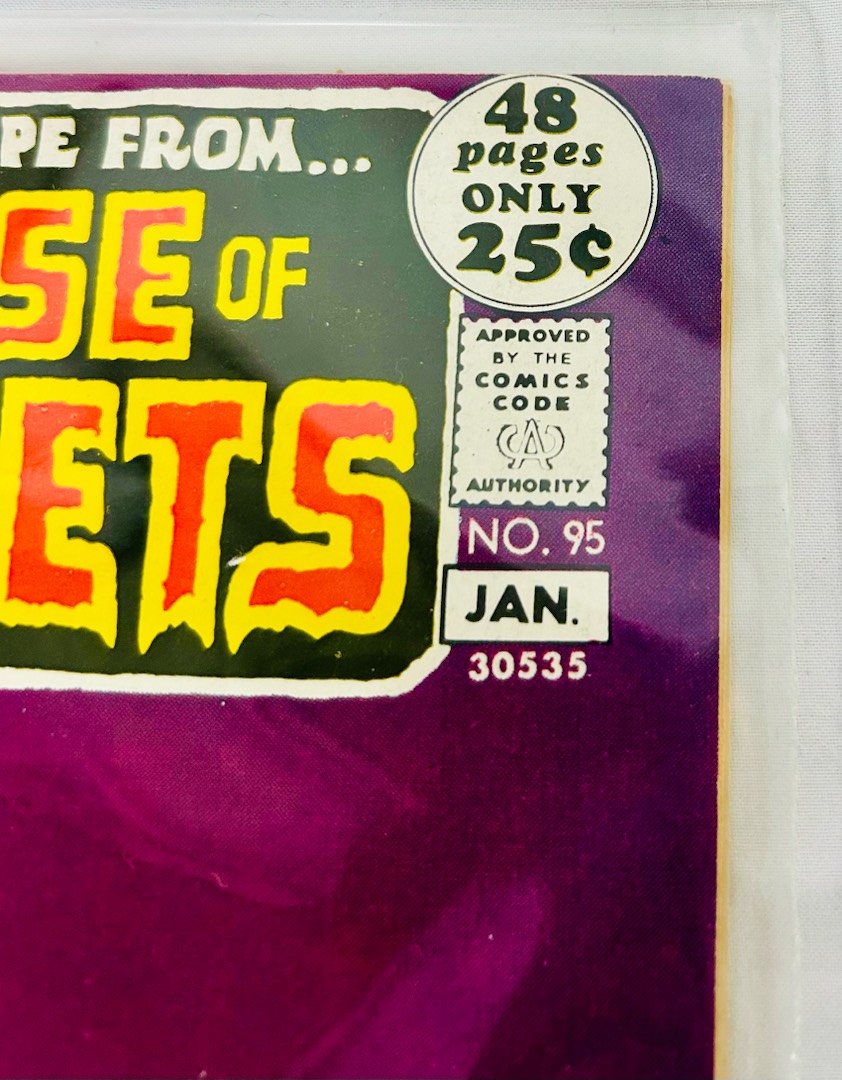 PE FROM...
SE OF
ETS
48
pages
ONLY
25¢
APPROVED
BY THE
COMICS
CODE
CA
AUTHORITY
NO. 95
JAN.
30535